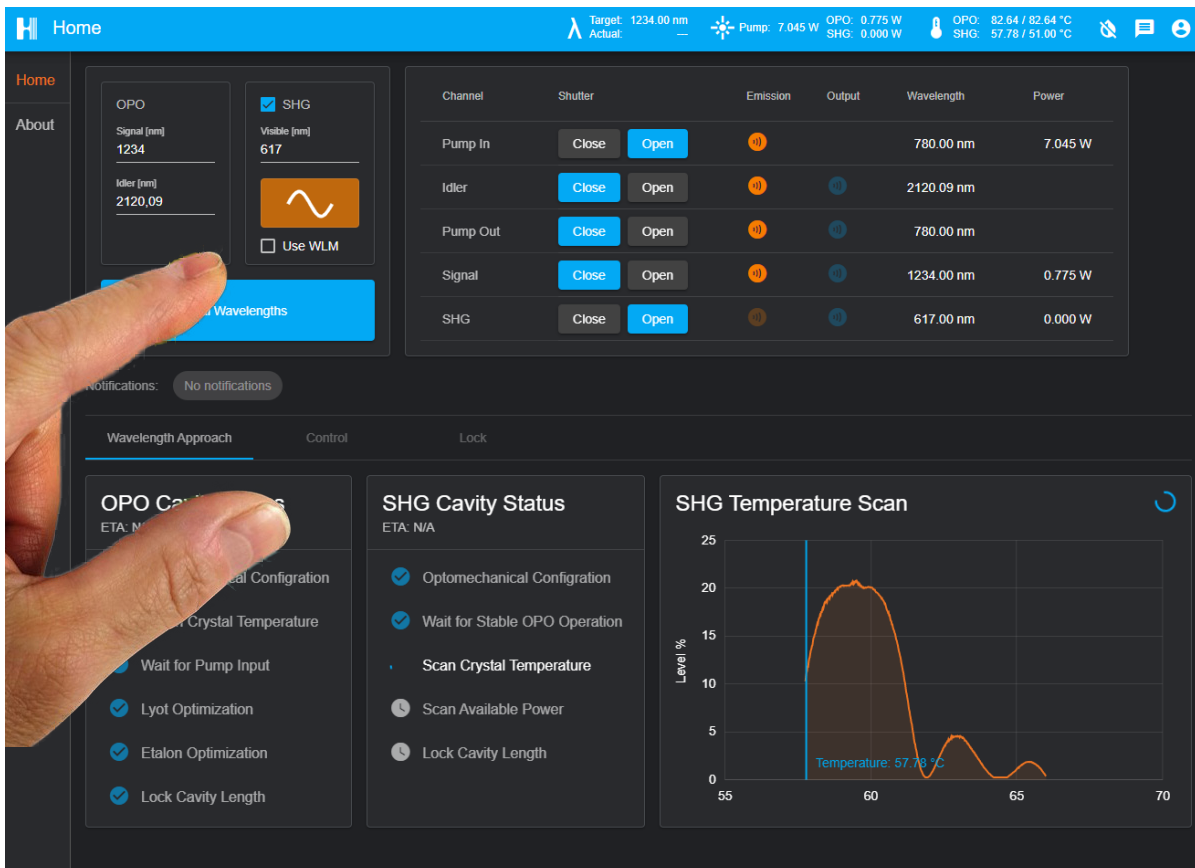 Home
Target: 1234.00 nm
Actual: —
Pump: 7.045 W
OPO: 0.775 W
SHG: 0.000 W
OPO: 82.64 / 82.64 °C
SHG: 57.78 / 51.00 °C
Home
About
OPO
Signal [nm]
1234
Idler [nm]
2120,09
SHG
Visible [nm]
617
Use WLM
Wavelengths
Channel Shutter Emission Output Wavelength Power
Pump In Close Open 780.00 nm 7.045 W
Idler Close Open 2120.09 nm
Pump Out Close Open 780.00 nm
Signal Close Open 1234.00 nm 0.775 W
SHG Close Open 617.00 nm 0.000 W
Notifications: No notifications
Wavelength Approach Control Lock
OPO
ETA:
Configration
Crystal Temperature
Wait for Pump Input
Lyot Optimization
Etalon Optimization
Lock Cavity Length
SHG Cavity Status
ETA: N/A
Optomechanical Configration
Wait for Stable OPO Operation
Scan Crystal Temperature
Scan Available Power
Lock Cavity Length
SHG Temperature Scan
25
20
15
10
5
0
Level %
Temperature: 57.78 °C
55 60 65 70